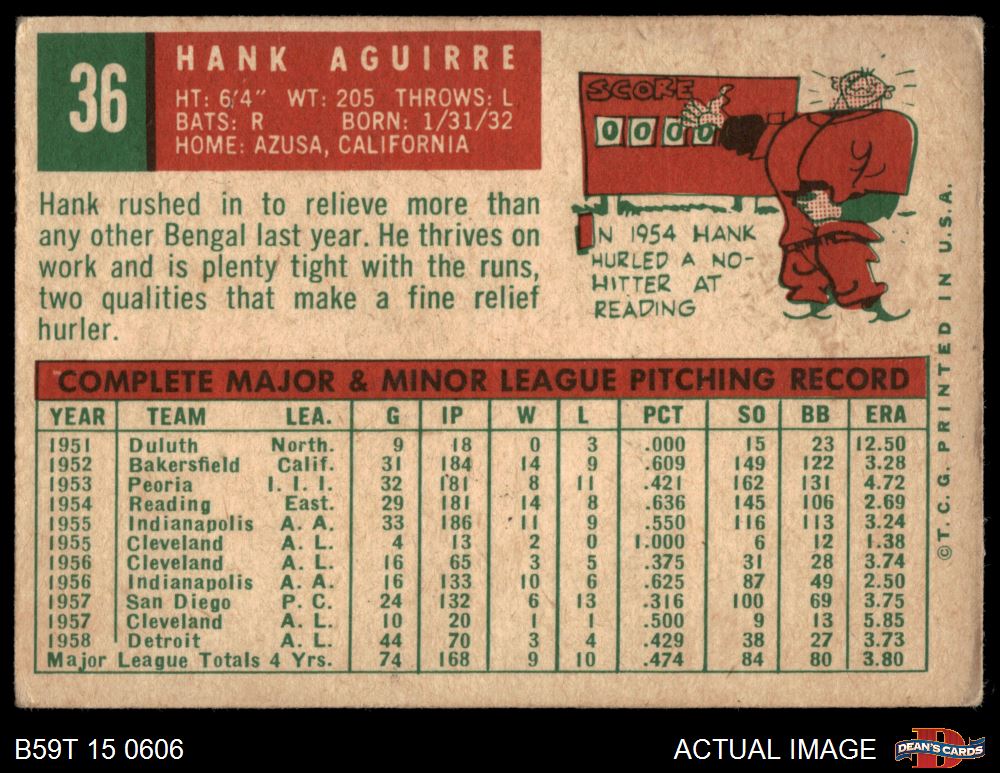 36
HANK AGUIRRE
HT: 6'4" WT: 205 THROWS: L
BATS: R BORN: 1/31/32
HOME: AZUSA, CALIFORNIA
Hank rushed in to relieve more than
any other Bengal last year. He thrives on
work and is plenty tight with the runs,
two qualities that make a fine relief
hurler.
SCORE
0 0 0 0
IN 1954 HANK
HURLED A NO-
HITTER AT
READING
COMPLETE MAJOR & MINOR LEAGUE PITCHING RECORD
YEAR TEAM LEA. G IP W L PCT SO BB ERA
1951 Duluth North. 9 18 0 3 .000 15 23 12.50
1952 Bakersfield Calif. 31 184 14 9 .609 149 122 3.28
1953 Peoria I. I. I. 32 181 8 11 .421 162 131 4.72
1954 Reading East. 29 181 14 8 .636 145 106 2.69
1955 Indianapolis A. A. 33 186 11 9 .550 116 113 3.24
1955 Cleveland A. L. 4 13 2 0 1.000 6 12 1.38
1956 Cleveland A. L. 16 65 3 5 .375 31 28 3.74
1956 Indianapolis A. A. 16 133 10 6 .625 87 49 2.50
1957 San Diego P. C. 24 132 6 13 .316 100 69 3.75
1957 Cleveland A. L. 10 20 1 1 .500 9 13 5.85
1958 Detroit A. L. 44 70 3 4 .429 38 27 3.73
Major League Totals 4 Yrs. 74 168 9 10 .474 84 80 3.80
© T. C. G. PRINTED IN U.S.A.
B59T 15 0606
ACTUAL IMAGE
DEAN'S CARDS